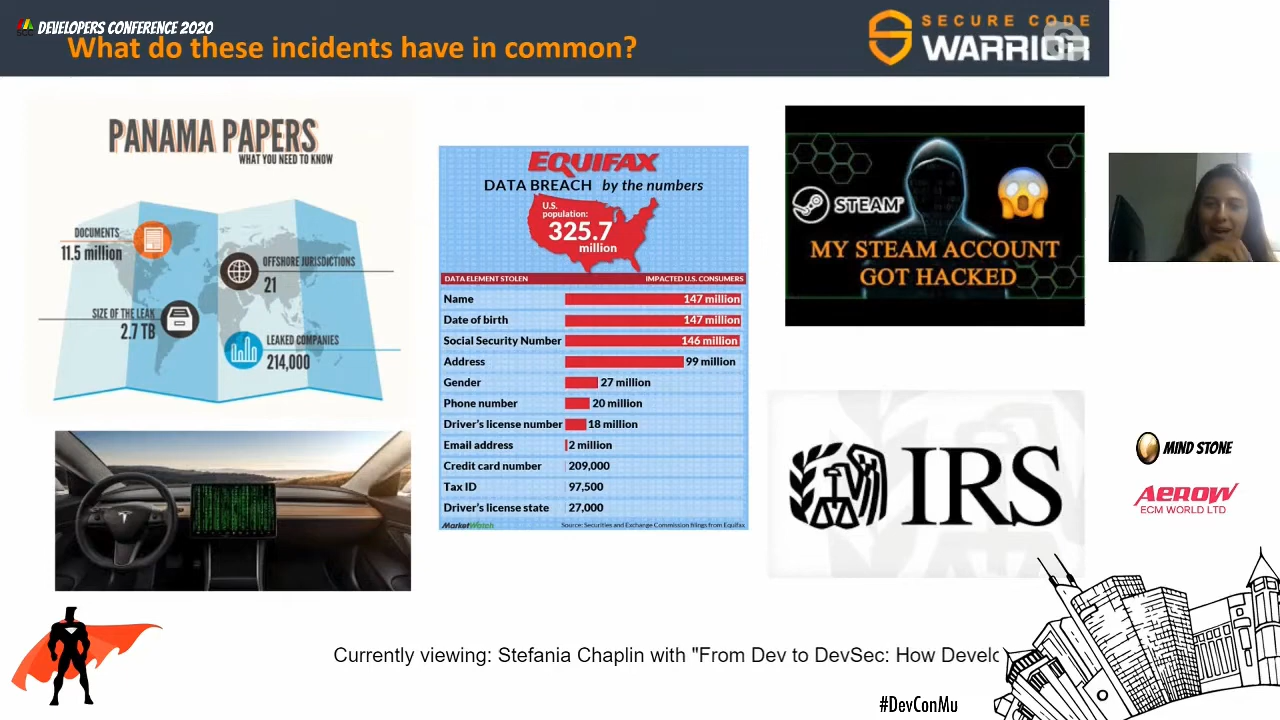 DEVELOPERS CONFERENCE 2020
What do these incidents have in common?
SECURE CODE
WARRIOR
PANAMA PAPERS
WHAT YOU NEED TO KNOW
DOCUMENTS
11.5 million
OFFSHORE JURISDICTIONS
21
SIZE OF THE LEAK
2.7 TB
LEAKED COMPANIES
214,000
EQUIFAX
DATA BREACH by the numbers
U.S.
population:
325.7
million
DATA ELEMENT STOLEN IMPACTED U.S. CONSUMERS
Name 147 million
Date of birth 147 million
Social Security Number 146 million
Address 99 million
Gender 27 million
Phone number 20 million
Driver's license number 18 million
Email address 2 million
Credit card number 209,000
Tax ID 97,500
Driver's license state 27,000
MarketWatch Source: Securities and Exchange Commission filings from Equifax
STEAM
MY STEAM ACCOUNT
GOT HACKED
IRS
MIND STONE
AEROW
ECM WORLD LTD
Currently viewing: Stefania Chaplin with "From Dev to DevSec: How Develo
#DevConMu